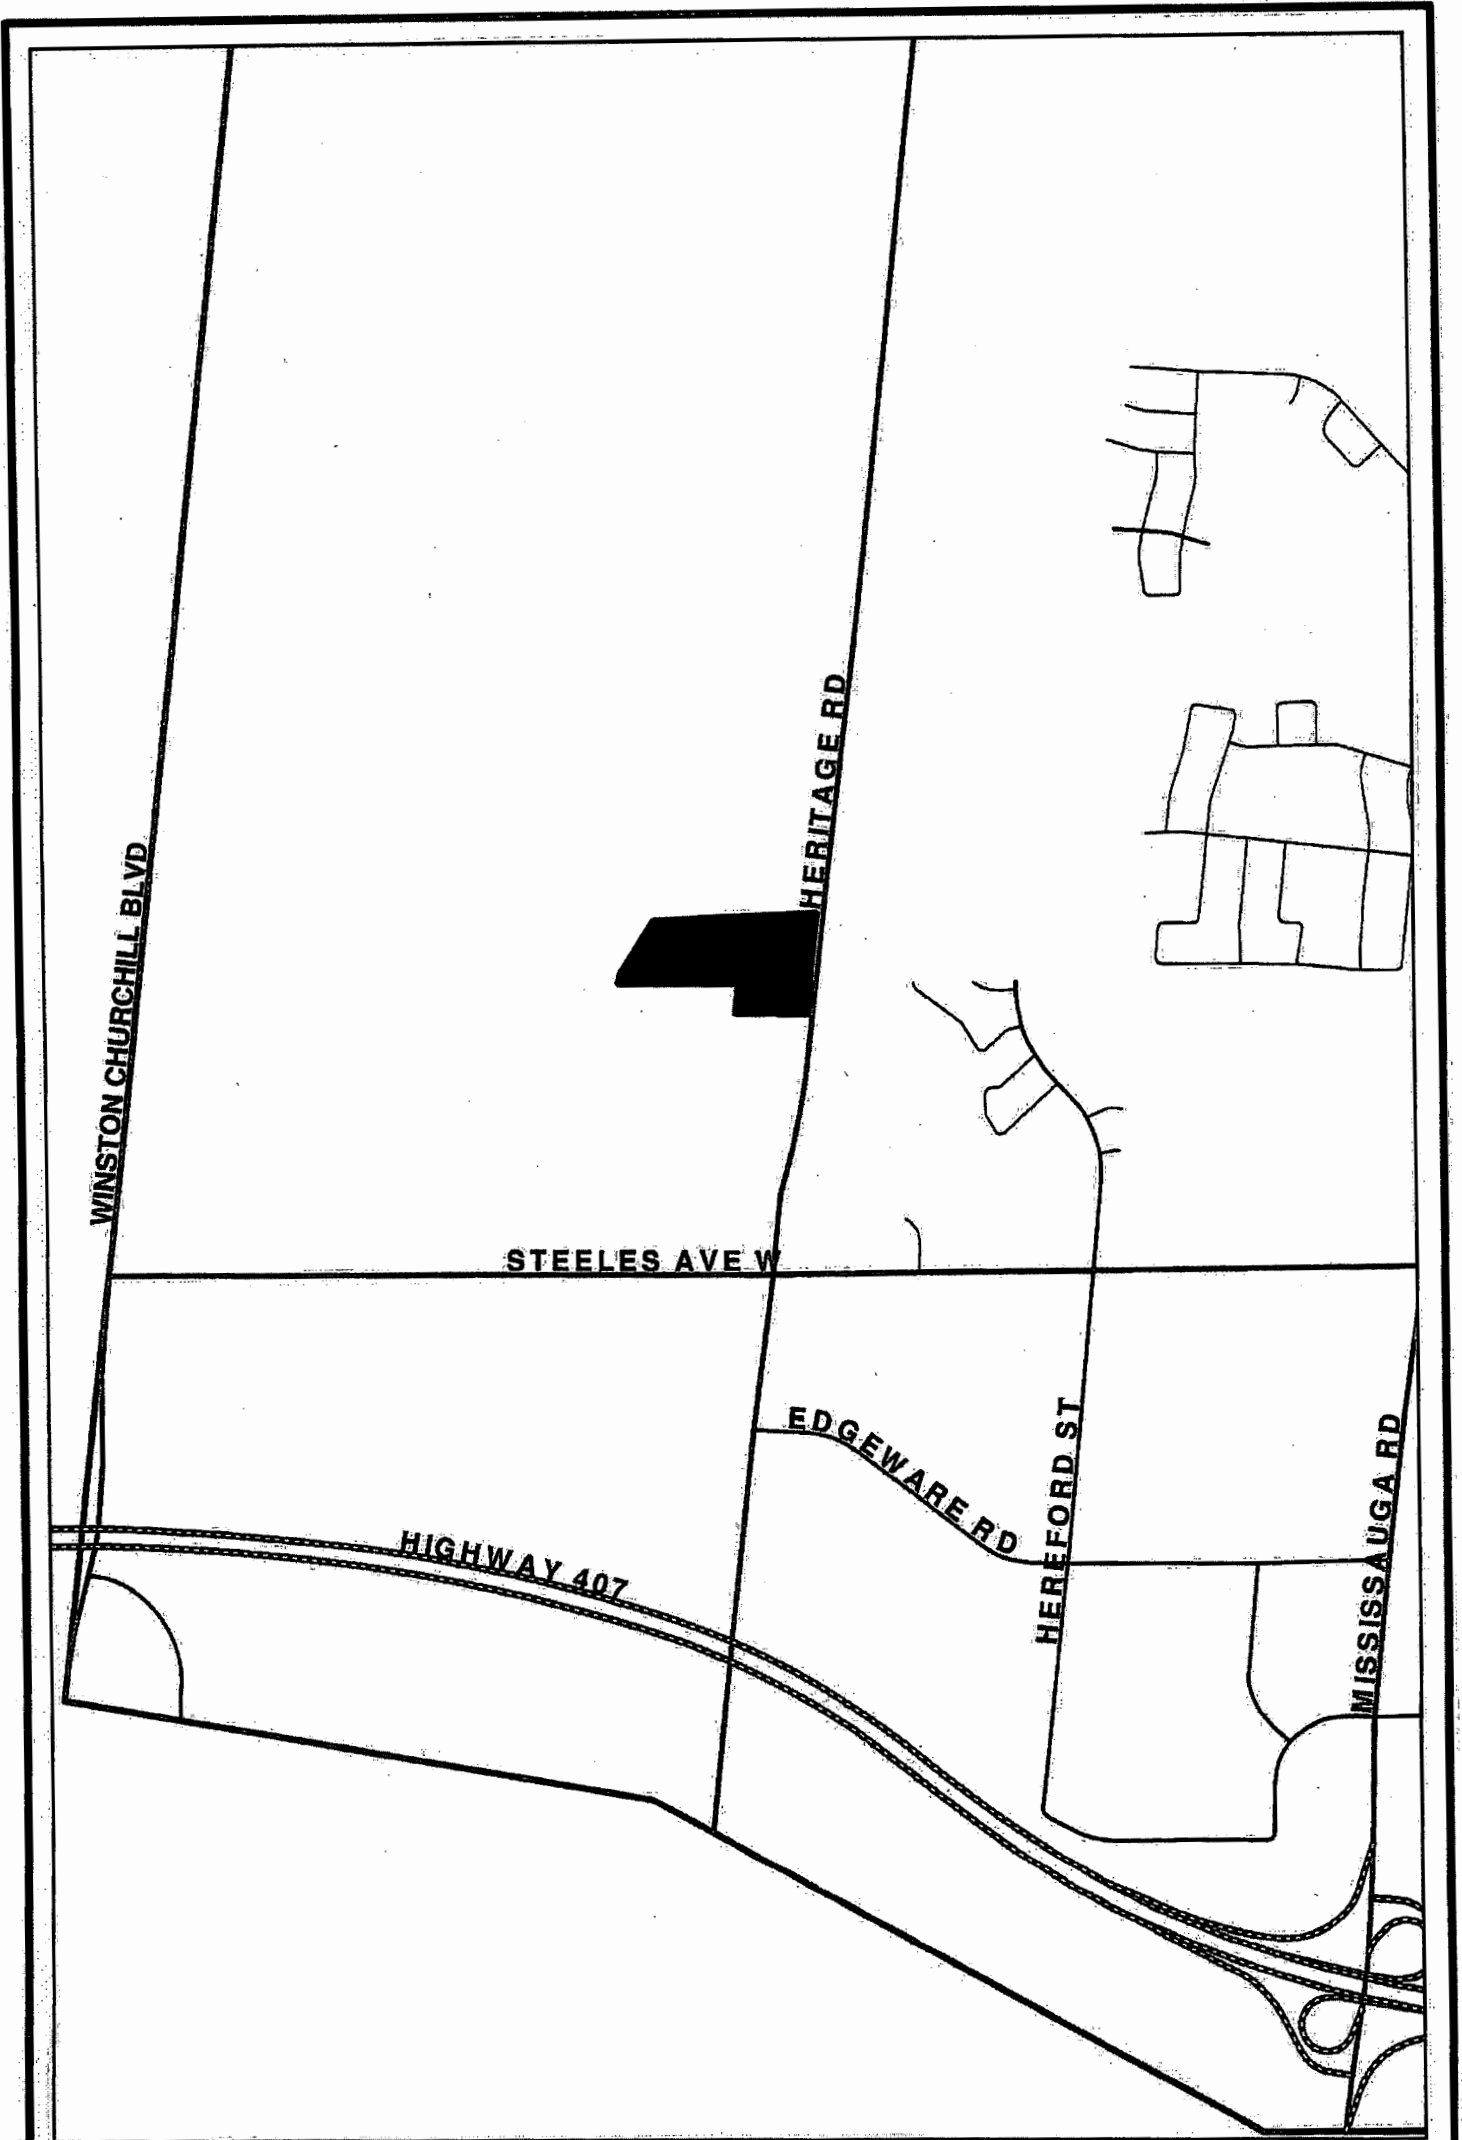 HERITAGE RD
WINSTON CHURCHILL BLVD
STEELES AVE W
EDGEWARE RD
HEREFORD ST
MISSISSAUGA RD
HIGHWAY 407